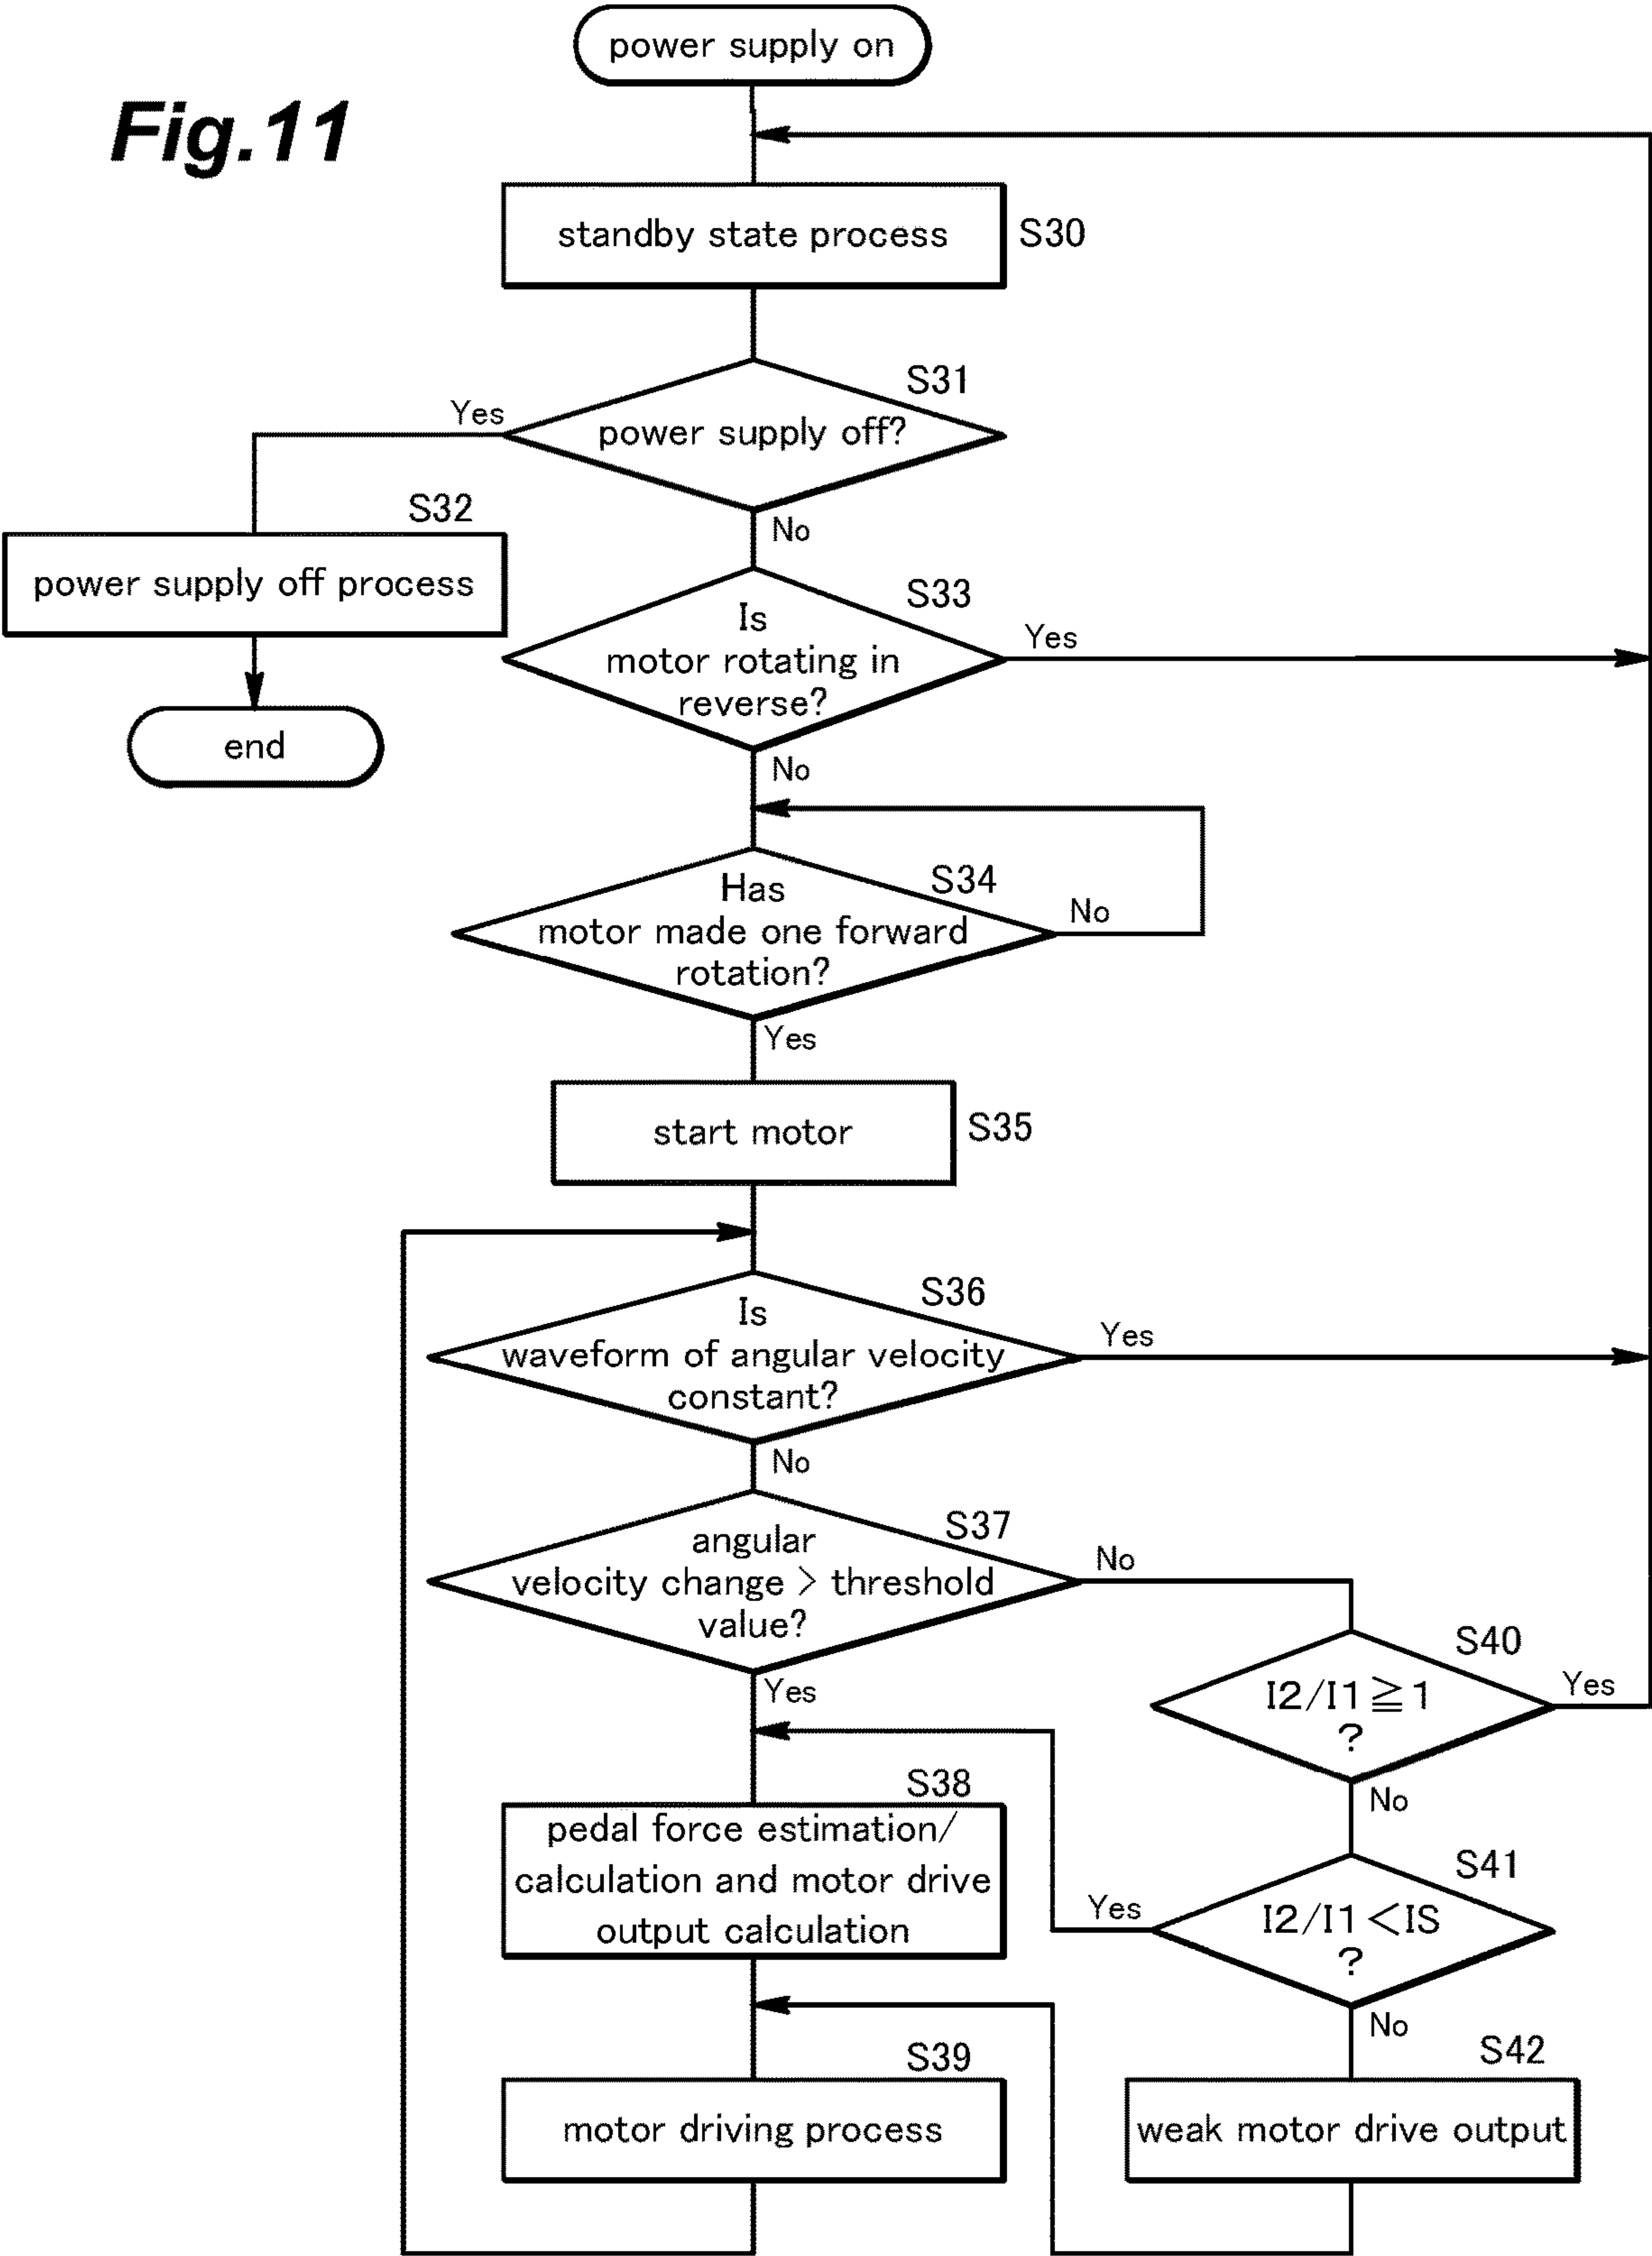 power supply on
Fig.11
standby state process
S30
S31
Yes
power supply off?
S32
No
power supply off process
S33
Is
motor rotating in
reverse?
Yes
end
No
S34
Has
motor made one forward
rotation?
No
Yes
start motor
S35
S36
Is
waveform of angular velocity
constant?
Yes
No
S37
angular
velocity change > threshold
value?
No
Yes
S40
I2/I1≧1
?
Yes
No
S38
pedal force estimation/
calculation and motor drive
output calculation
S41
Yes
I2/I1<IS
?
No
S39
motor driving process
S42
weak motor drive output